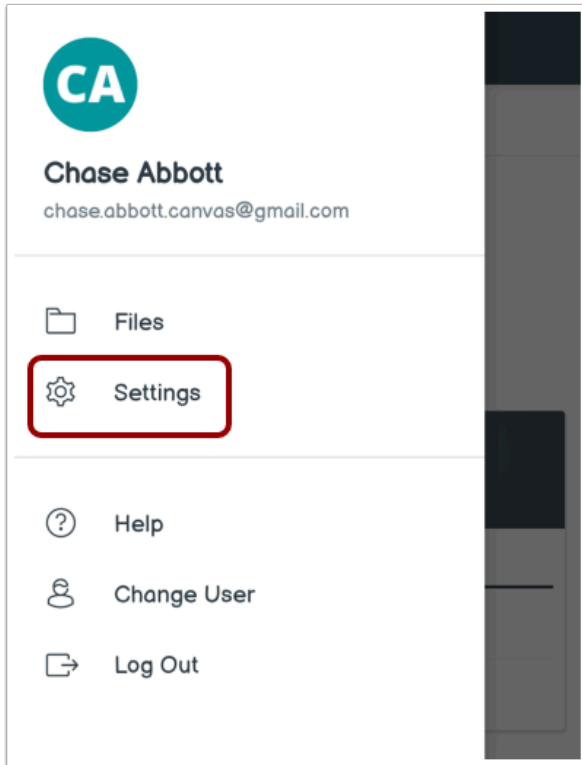 CA
Chase Abbott
chase.abbott.canvas@gmail.com
Files
Settings
Help
Change User
Log Out